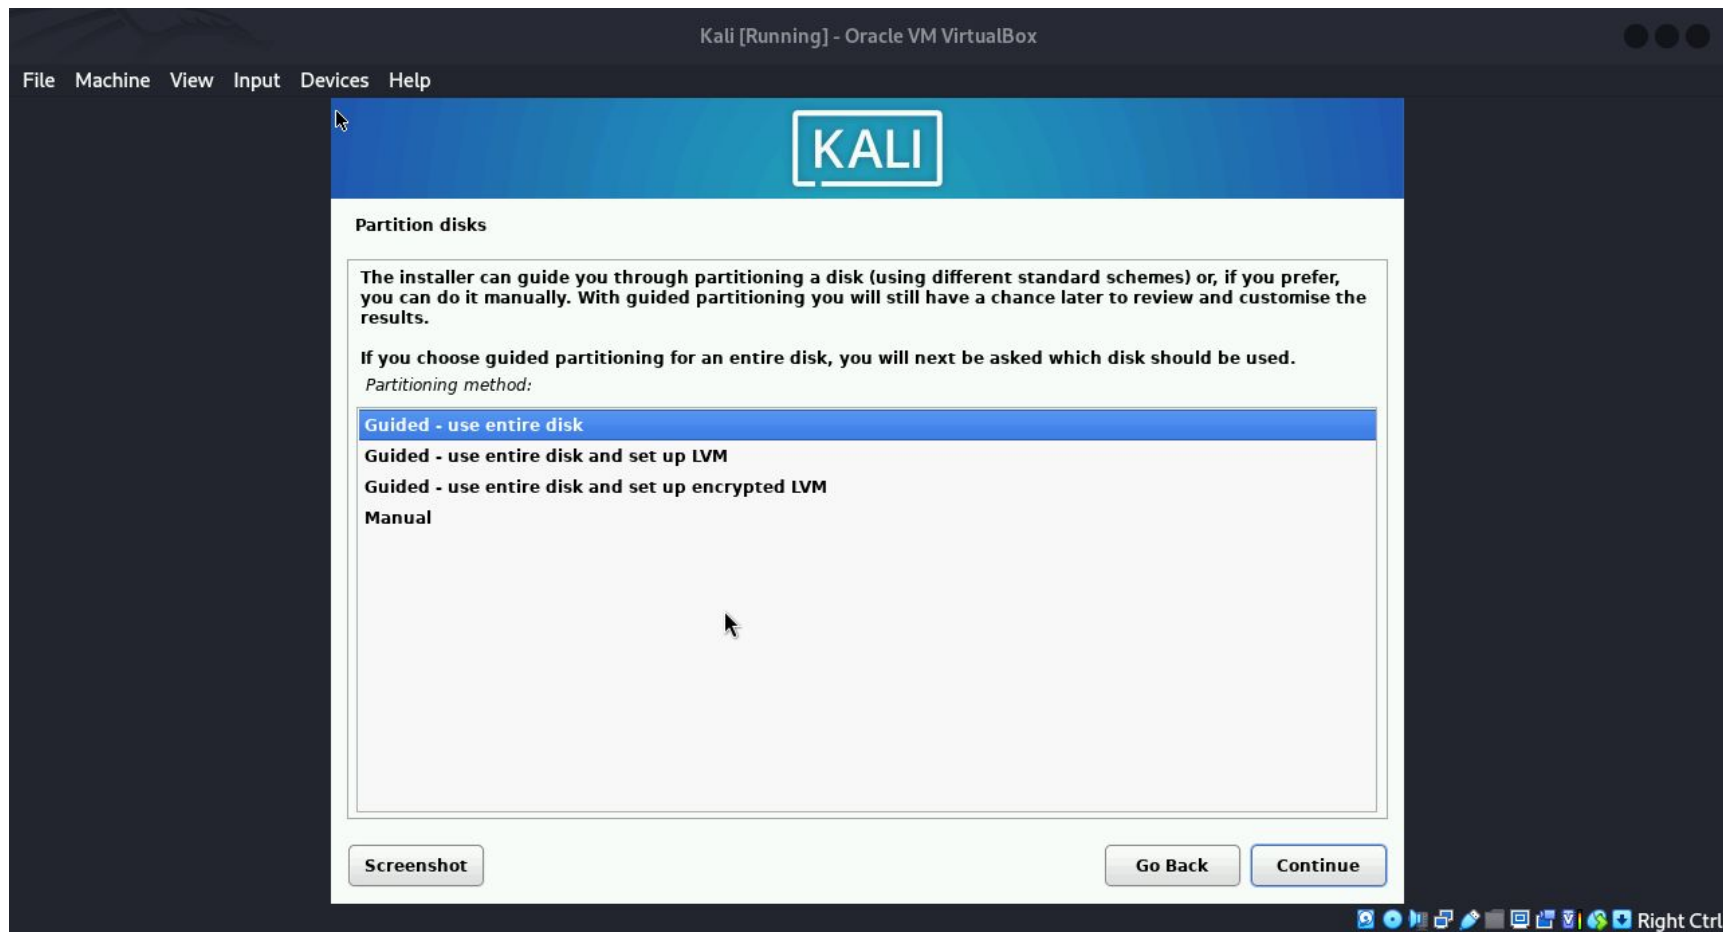 Kali [Running] - Oracle VM VirtualBox
File Machine View Input Devices Help
KALI
Partition disks
The installer can guide you through partitioning a disk (using different standard schemes) or, if you prefer,
you can do it manually. With guided partitioning you will still have a chance later to review and customise the
results.
If you choose guided partitioning for an entire disk, you will next be asked which disk should be used.
Partitioning method:
Guided - use entire disk
Guided - use entire disk and set up LVM
Guided - use entire disk and set up encrypted LVM
Manual
Screenshot Go Back Continue
Right Ctrl